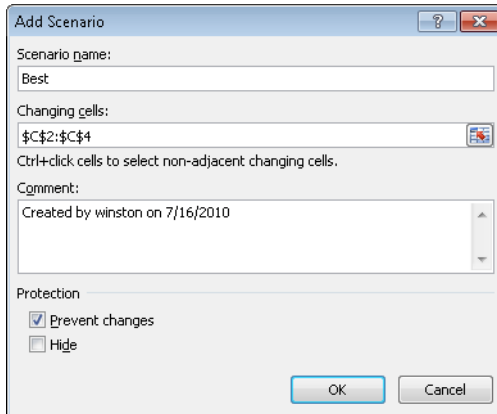 Add Scenario
Scenario name:
Best
Changing cells:
$C$2:$C$4
Ctrl+click cells to select non-adjacent changing cells.
Comment:
Created by winston on 7/16/2010
Protection
Prevent changes
Hide
OK Cancel